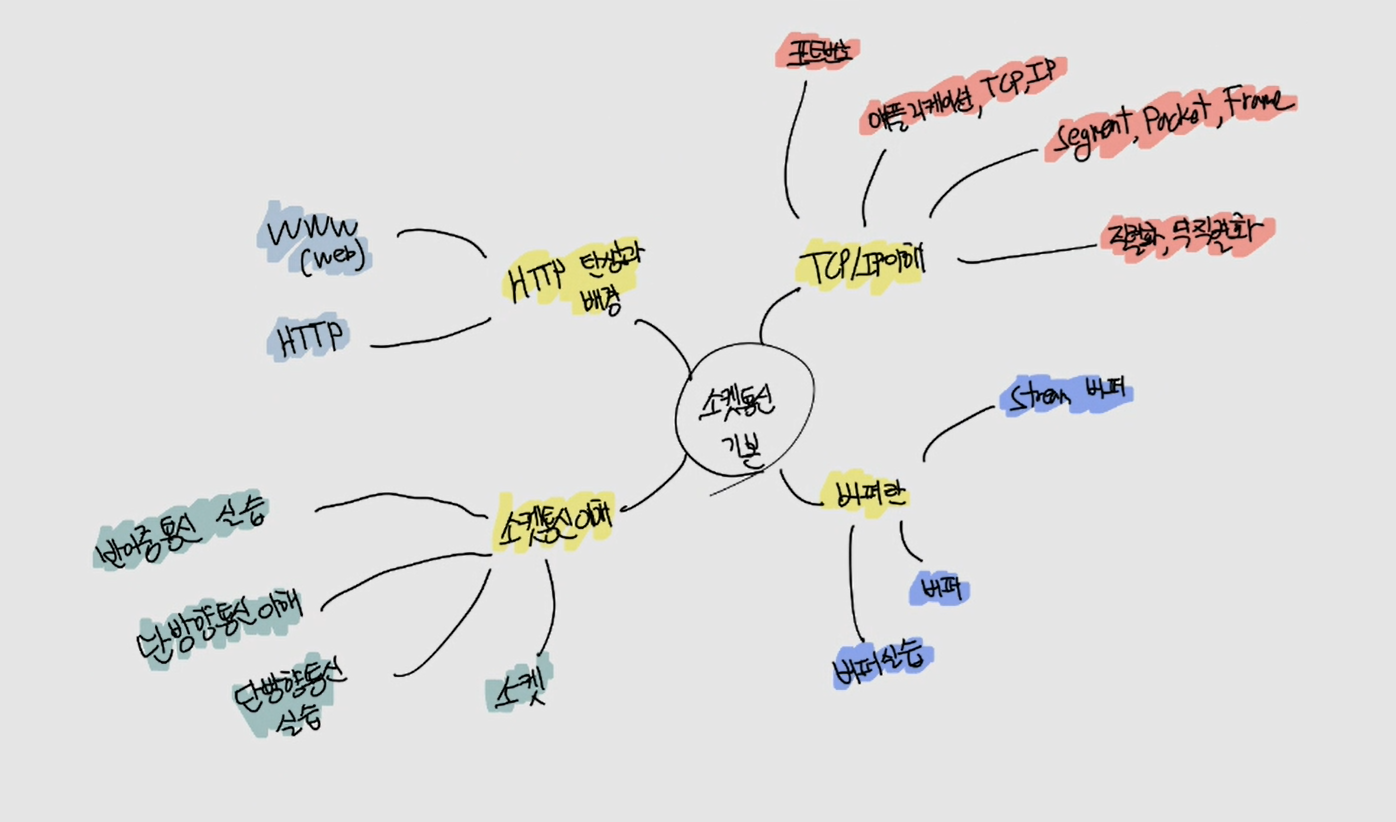 포트번호
애플리케이션, TCP, IP
Segment, Packet, Frame
직렬화, 역직렬화
TCP/IP이해
WWW
(web)
HTTP
HTTP 탄생과
배경
소켓통신
기본
Stream 버퍼
버퍼란
버퍼
버퍼실습
소켓통신이해
반이중통신 실습
단방향통신이해
단방향통신
실습
소켓